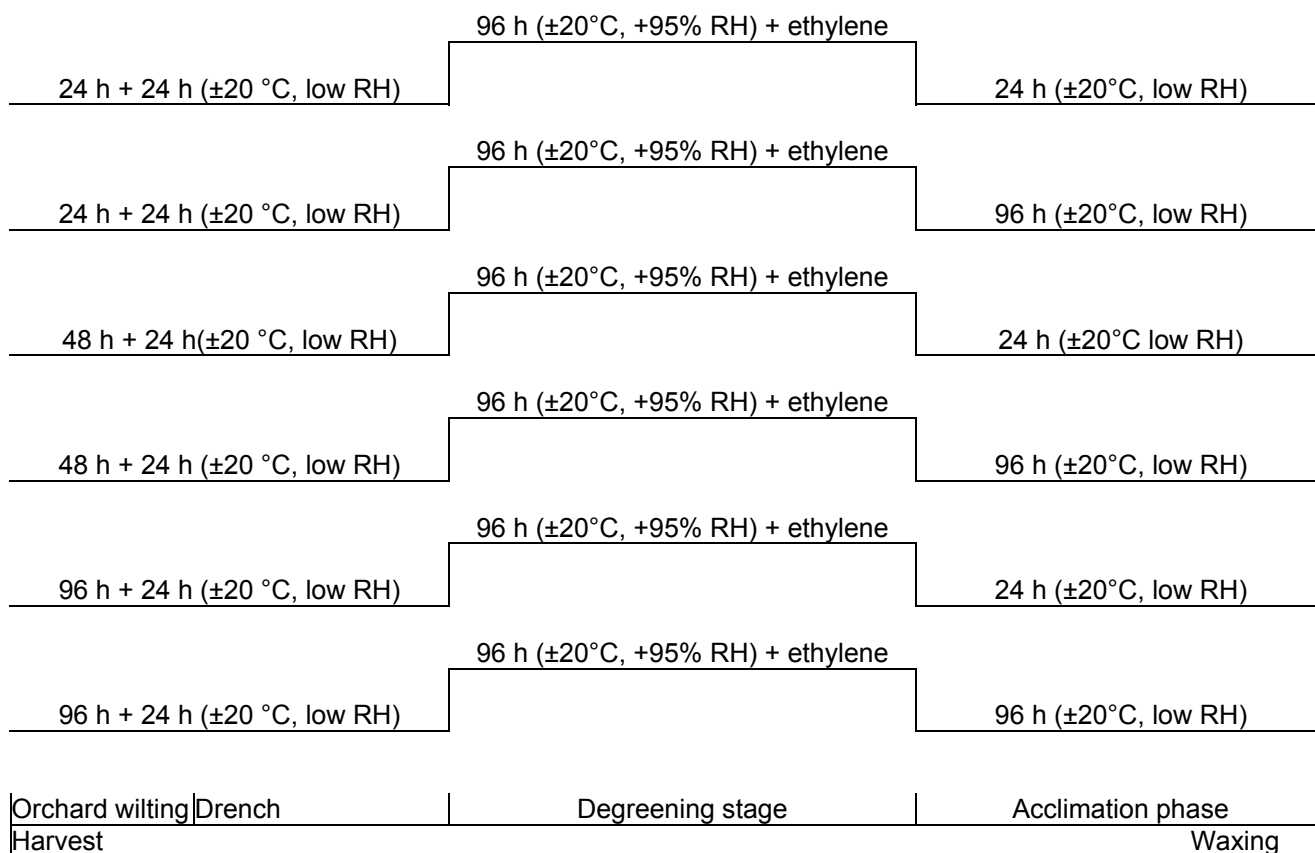 96 h (±20°C, +95% RH) + ethylene
24 h + 24 h (±20 °C, low RH) 24 h (±20°C, low RH)
96 h (±20°C, +95% RH) + ethylene
24 h + 24 h (±20 °C, low RH) 96 h (±20°C, low RH)
96 h (±20°C, +95% RH) + ethylene
48 h + 24 h(±20 °C, low RH) 24 h (±20°C low RH)
96 h (±20°C, +95% RH) + ethylene
48 h + 24 h (±20 °C, low RH) 96 h (±20°C, low RH)
96 h (±20°C, +95% RH) + ethylene
96 h + 24 h (±20 °C, low RH) 24 h (±20°C, low RH)
96 h (±20°C, +95% RH) + ethylene
96 h + 24 h (±20 °C, low RH) 96 h (±20°C, low RH)
Orchard wilting Drench Degreening stage Acclimation phase
Harvest Waxing